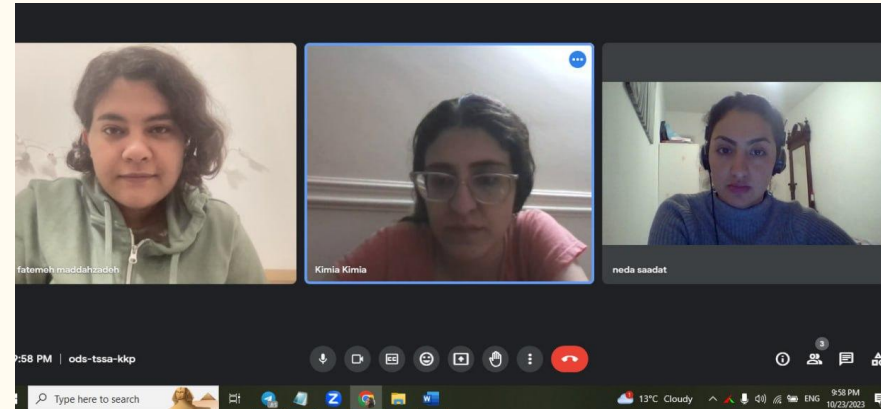 fatemeh maddahzadeh
Kimia Kimia
neda saadat
:58 PM | ods-tssa-kkp
CC
3
Type here to search
Z
W
13°C Cloudy
ENG
9:58 PM
10/23/2023